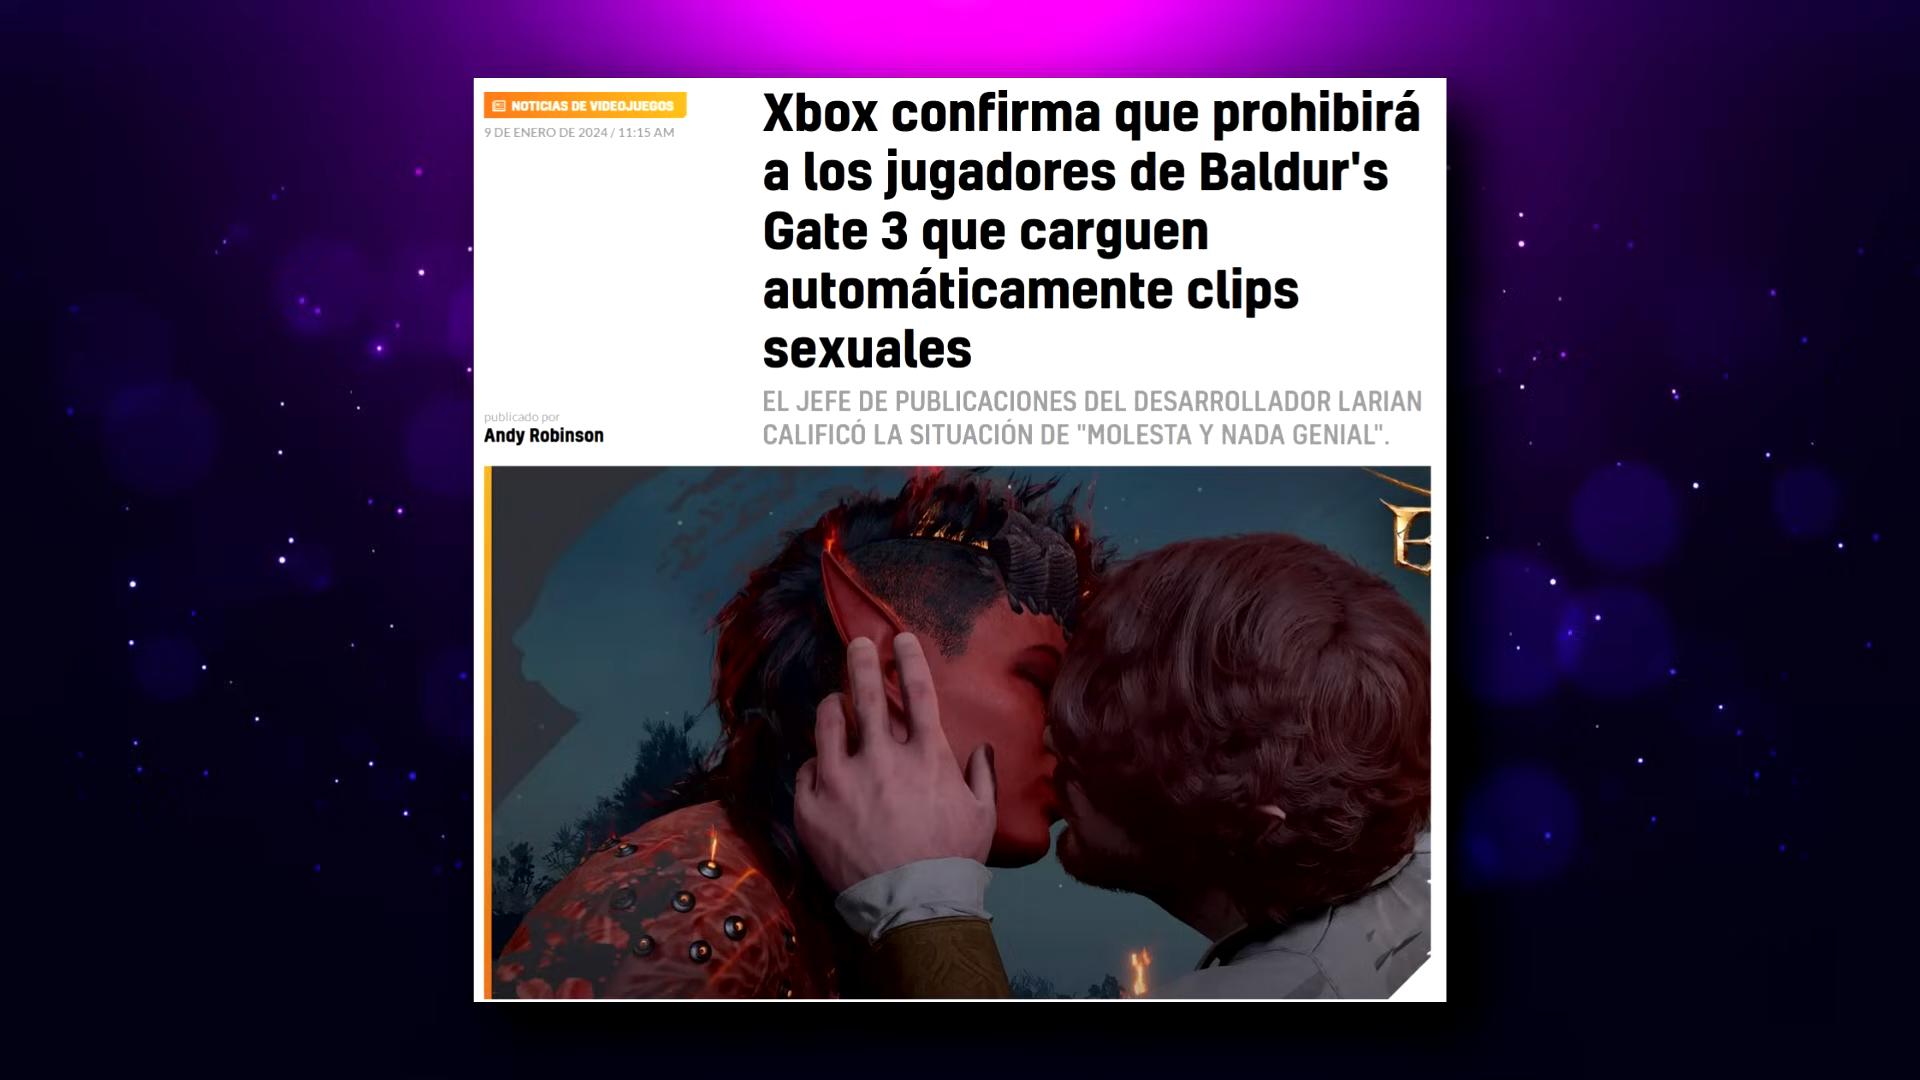 NOTICIAS DE VIDEOJUEGOS
9 DE ENERO DE 2024 / 11:15 AM
Xbox confirma que prohibirá
a los jugadores de Baldur's
Gate 3 que carguen
automáticamente clips
sexuales
EL JEFE DE PUBLICACIONES DEL DESARROLLADOR LARIAN
CALIFICÓ LA SITUACIÓN DE "MOLESTA Y NADA GENIAL".
publicado por
Andy Robinson
B